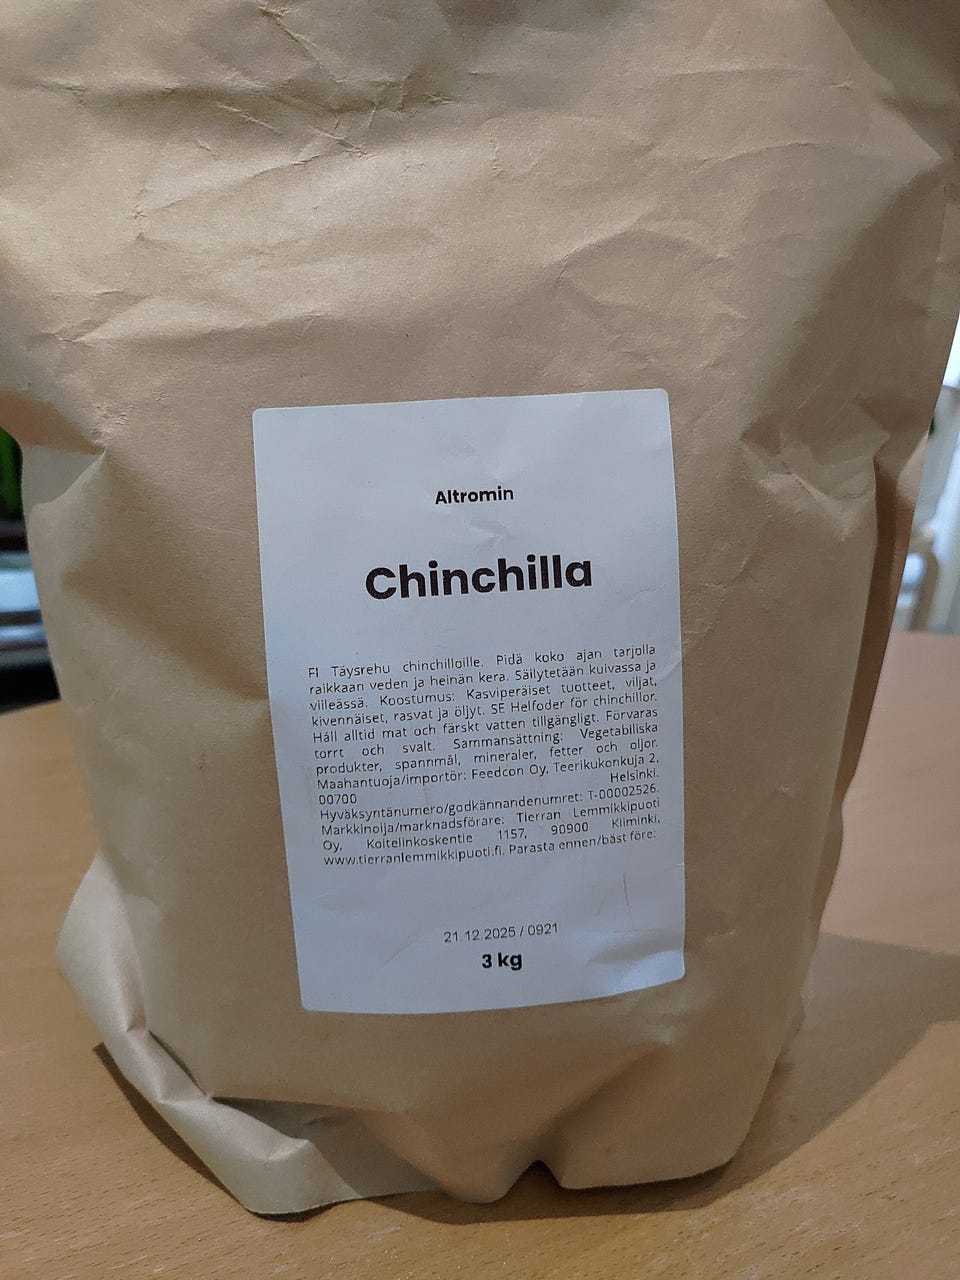 Altromin
Chinchilla
FI Täysrehu chinchilloille. Pidä koko ajan tarjolla
raikkaan veden ja heinän kera. Säilytetään kuivassa ja
viileässä. Koostumus: Kasviperäiset tuotteet, viljat,
kivennäiset, rasvat ja öljyt. SE Helfoder för chinchillor.
Håll alltid mat och färskt vatten tillgängligt. Förvaras
torrt och svalt. Sammansättning: Vegetabiliska
produkter, spannmål, mineraler, fetter och oljor.
Maahantuoja/importör: Feedcon Oy, Teerikukonkuja 2,
00700 Helsinki.
Hyväksyntänumero/godkännandenumret: T-00002526.
Markkinoija/marknadsförare: Tierran Lemmikkipuoti
Oy, Koitelinkoskentie 1157, 90900 Kiiminki,
www.tierranlemmikkipuoti.fi. Parasta ennen/bäst före:
21.12.2025 / 0921
3 kg